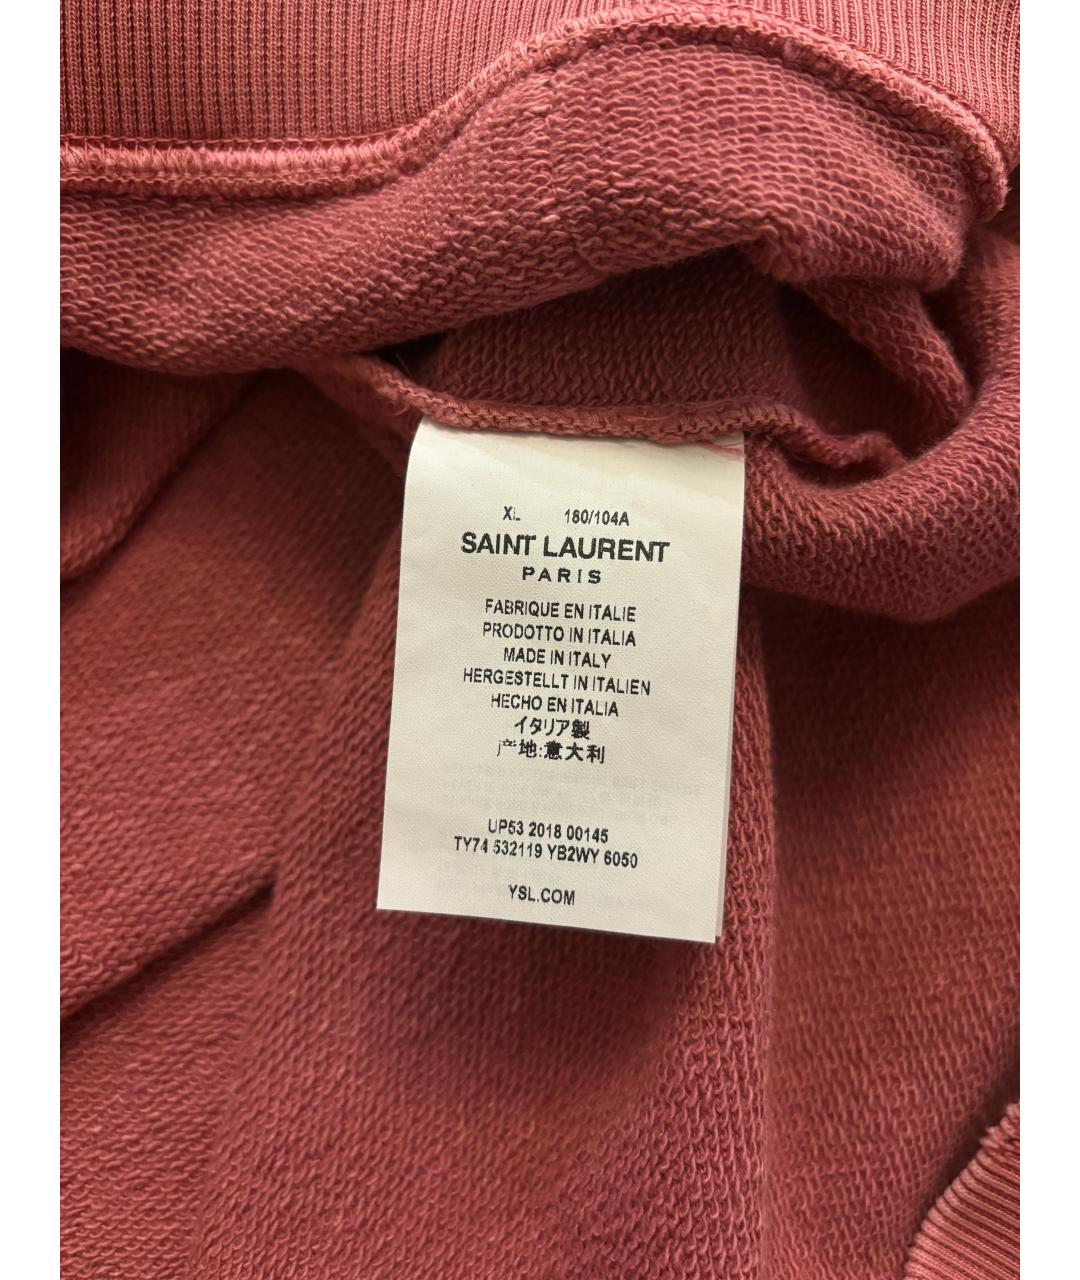 XL 180/104A
SAINT LAURENT
PARIS
FABRIQUE EN ITALIE
PRODOTTO IN ITALIA
MADE IN ITALY
HERGESTELLT IN ITALIEN
HECHO EN ITALIA
イタリア製
产地:意大利
UP53 2018 00145
TY74 532119 YB2WY 6050
YSL.COM